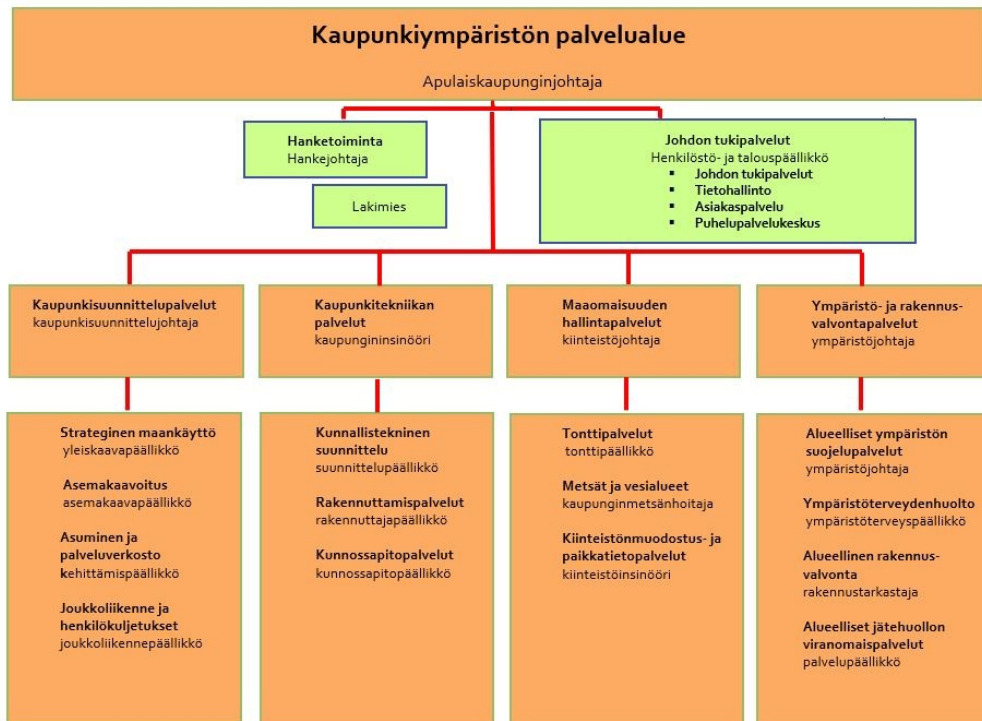 Kaupunkiympäristön palvelualue
Apulaiskaupunginjohtaja
Hanketoiminta
Hankejohtaja
Lakimies
Johdon tukipalvelut
Henkilöstö- ja talouspäällikkö
▪ Johdon tukipalvelut
▪ Tietohallinto
▪ Asiakaspalvelu
▪ Puhelupalvelukeskus
Kaupunkisuunnittelupalvelut
kaupunkisuunnittelujohtaja
Kaupunkitekniikan
palvelut
kaupungininsinööri
Maaomaisuuden
hallintapalvelut
kiinteistöjohtaja
Ympäristö- ja rakennus-
valvontapalvelut
ympäristöjohtaja
Strateginen maankäyttö
yleiskaavapäällikkö
Asemakaavoitus
asemakaavapäällikkö
Asuminen ja
palveluverkosto
kehittämispäällikkö
Joukkoliikenne ja
henkilökuljetukset
joukkoliikennepäällikkö
Kunnallistekninen
suunnittelu
suunnittelupäällikkö
Rakennuttamispalvelut
rakennuttajapäällikkö
Kunnossapitopalvelut
kunnossapitopäällikkö
Tonttipalvelut
tonttipäällikkö
Metsät ja vesialueet
kaupunginmetsänhoitaja
Kiinteistönmuodostus- ja
paikkatietopalvelut
kiinteistöinsinööri
Alueelliset ympäristön
suojelupalvelut
ympäristöjohtaja
Ympäristöterveydenhuolto
ympäristöterveyspäällikkö
Alueellinen rakennus-
valvonta
rakennustarkastaja
Alueelliset jätehuollon
viranomaispalvelut
palvelupäällikkö